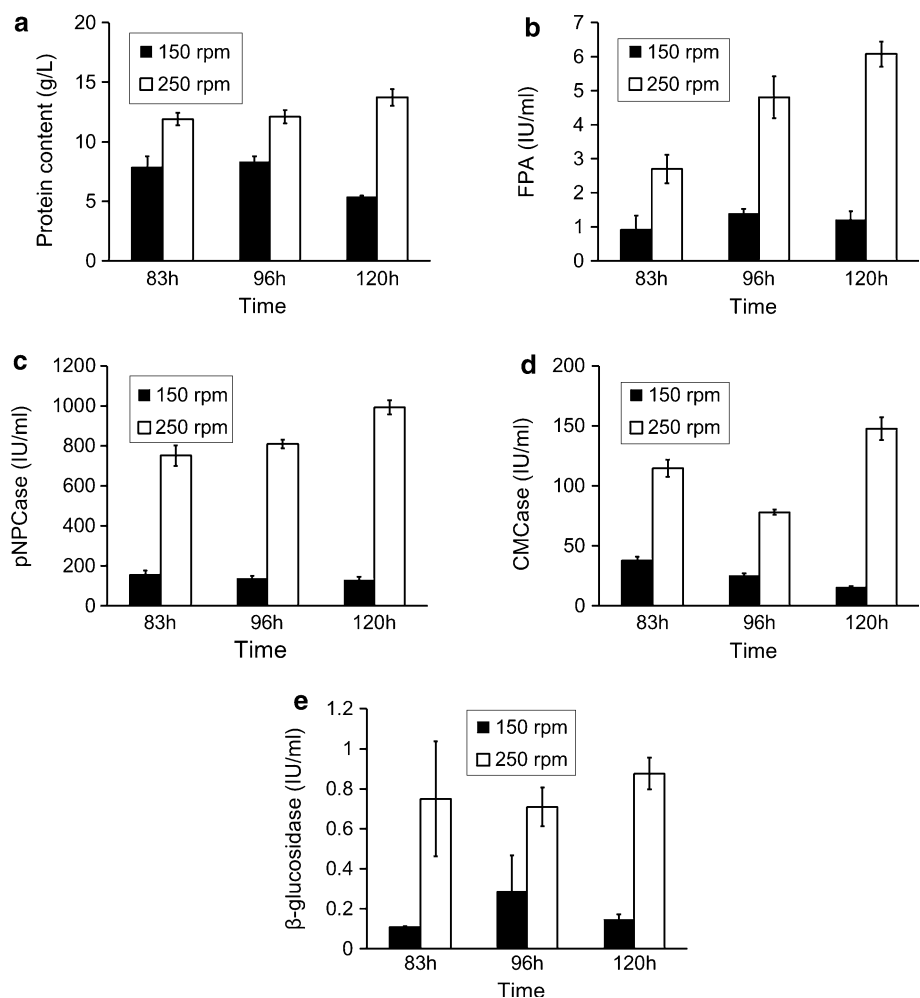 a
Protein content (g/L)
20
15
10
5
0
150 rpm
250 rpm
83h 96h 120h
Time
b
FPA (IU/ml)
7
6
5
4
3
2
1
0
150 rpm
250 rpm
83h 96h 120h
Time
c
pNPCase (IU/ml)
1200
1000
800
600
400
200
0
150 rpm
250 rpm
83h 96h 120h
Time
d
CMCase (IU/ml)
200
150
100
50
0
150 rpm
250 rpm
83h 96h 120h
Time
e
β-glucosidase (IU/ml)
1.2
1
0.8
0.6
0.4
0.2
0
150 rpm
250 rpm
83h 96h 120h
Time